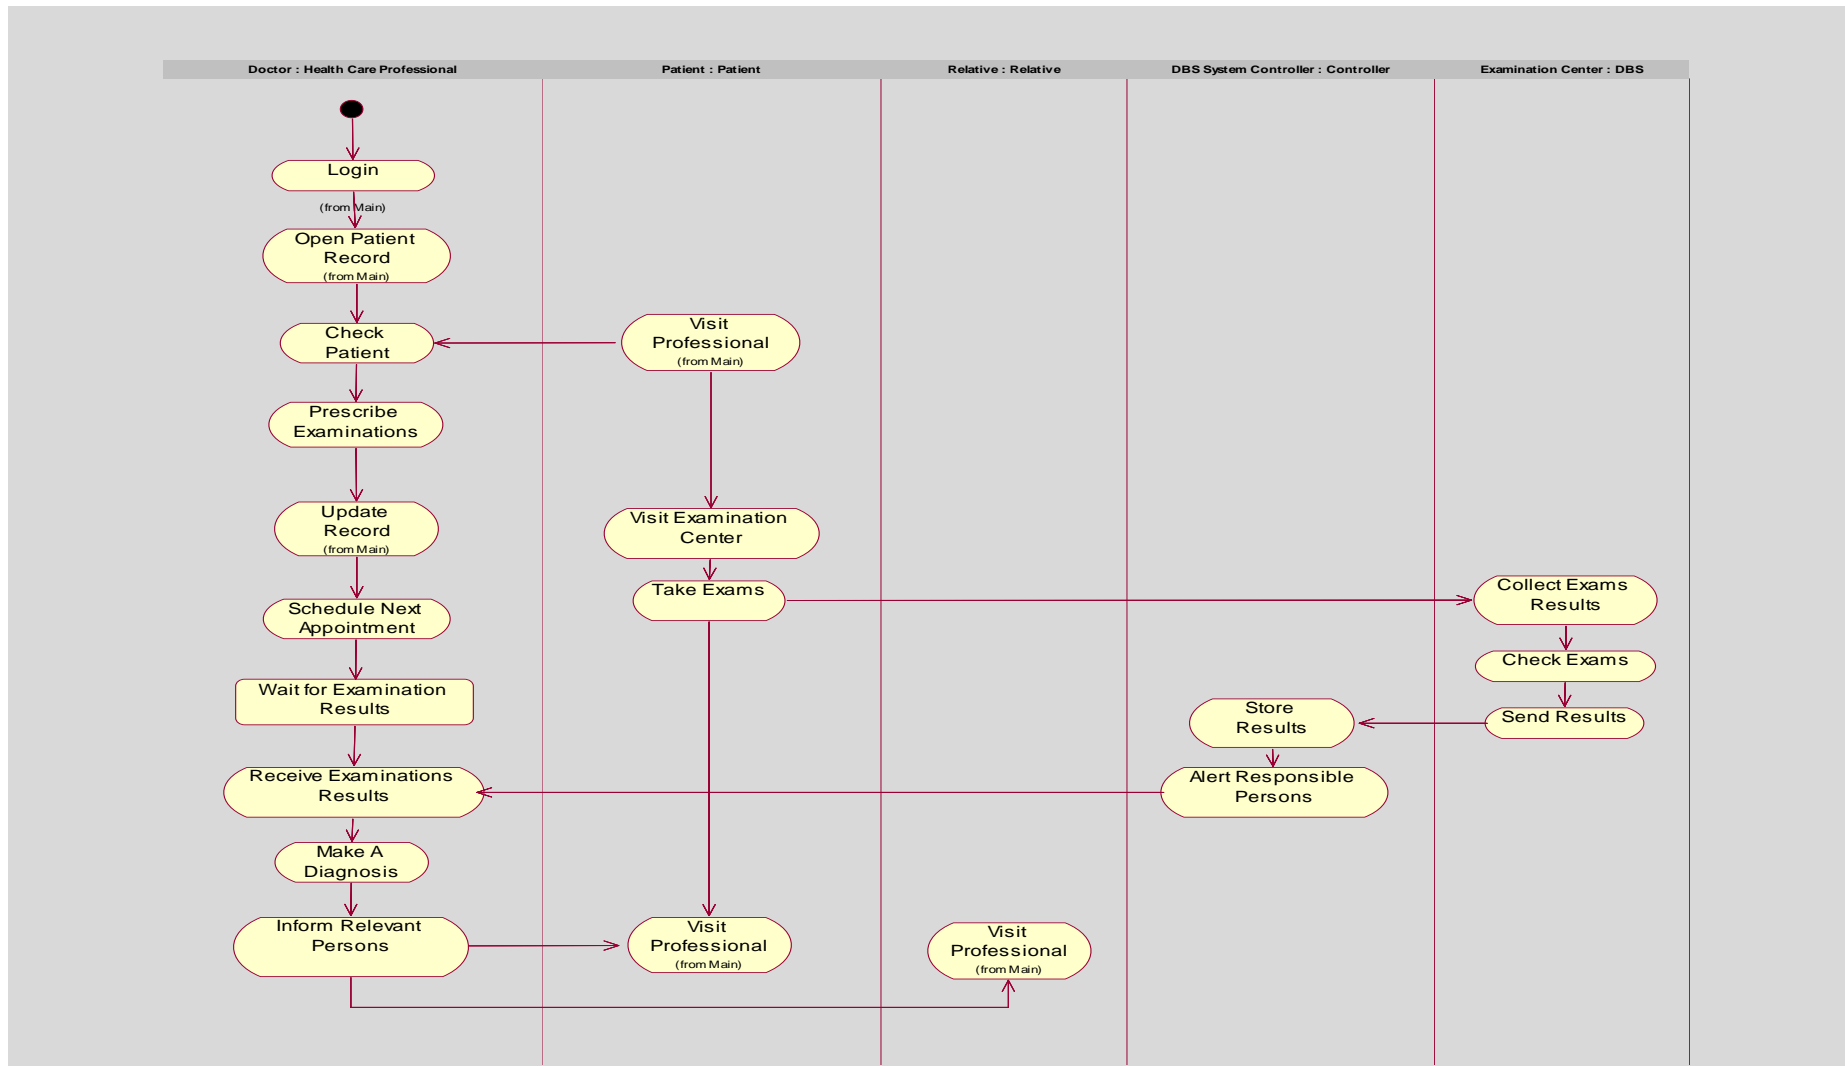 Doctor : Health Care Professional
Patient : Patient
Relative : Relative
DBS System Controller : Controller
Examination Center : DBS
Login
(from Main)
Open Patient
Record
(from Main)
Check
Patient
Visit
Professional
(from Main)
Prescribe
Examinations
Update
Record
(from Main)
Visit Examination
Center
Take Exams
Collect Exams
Results
Schedule Next
Appointment
Check Exams
Wait for Examination
Results
Store
Results
Send Results
Receive Examinations
Results
Alert Responsible
Persons
Make A
Diagnosis
Inform Relevant
Persons
Visit
Professional
(from Main)
Visit
Professional
(from Main)